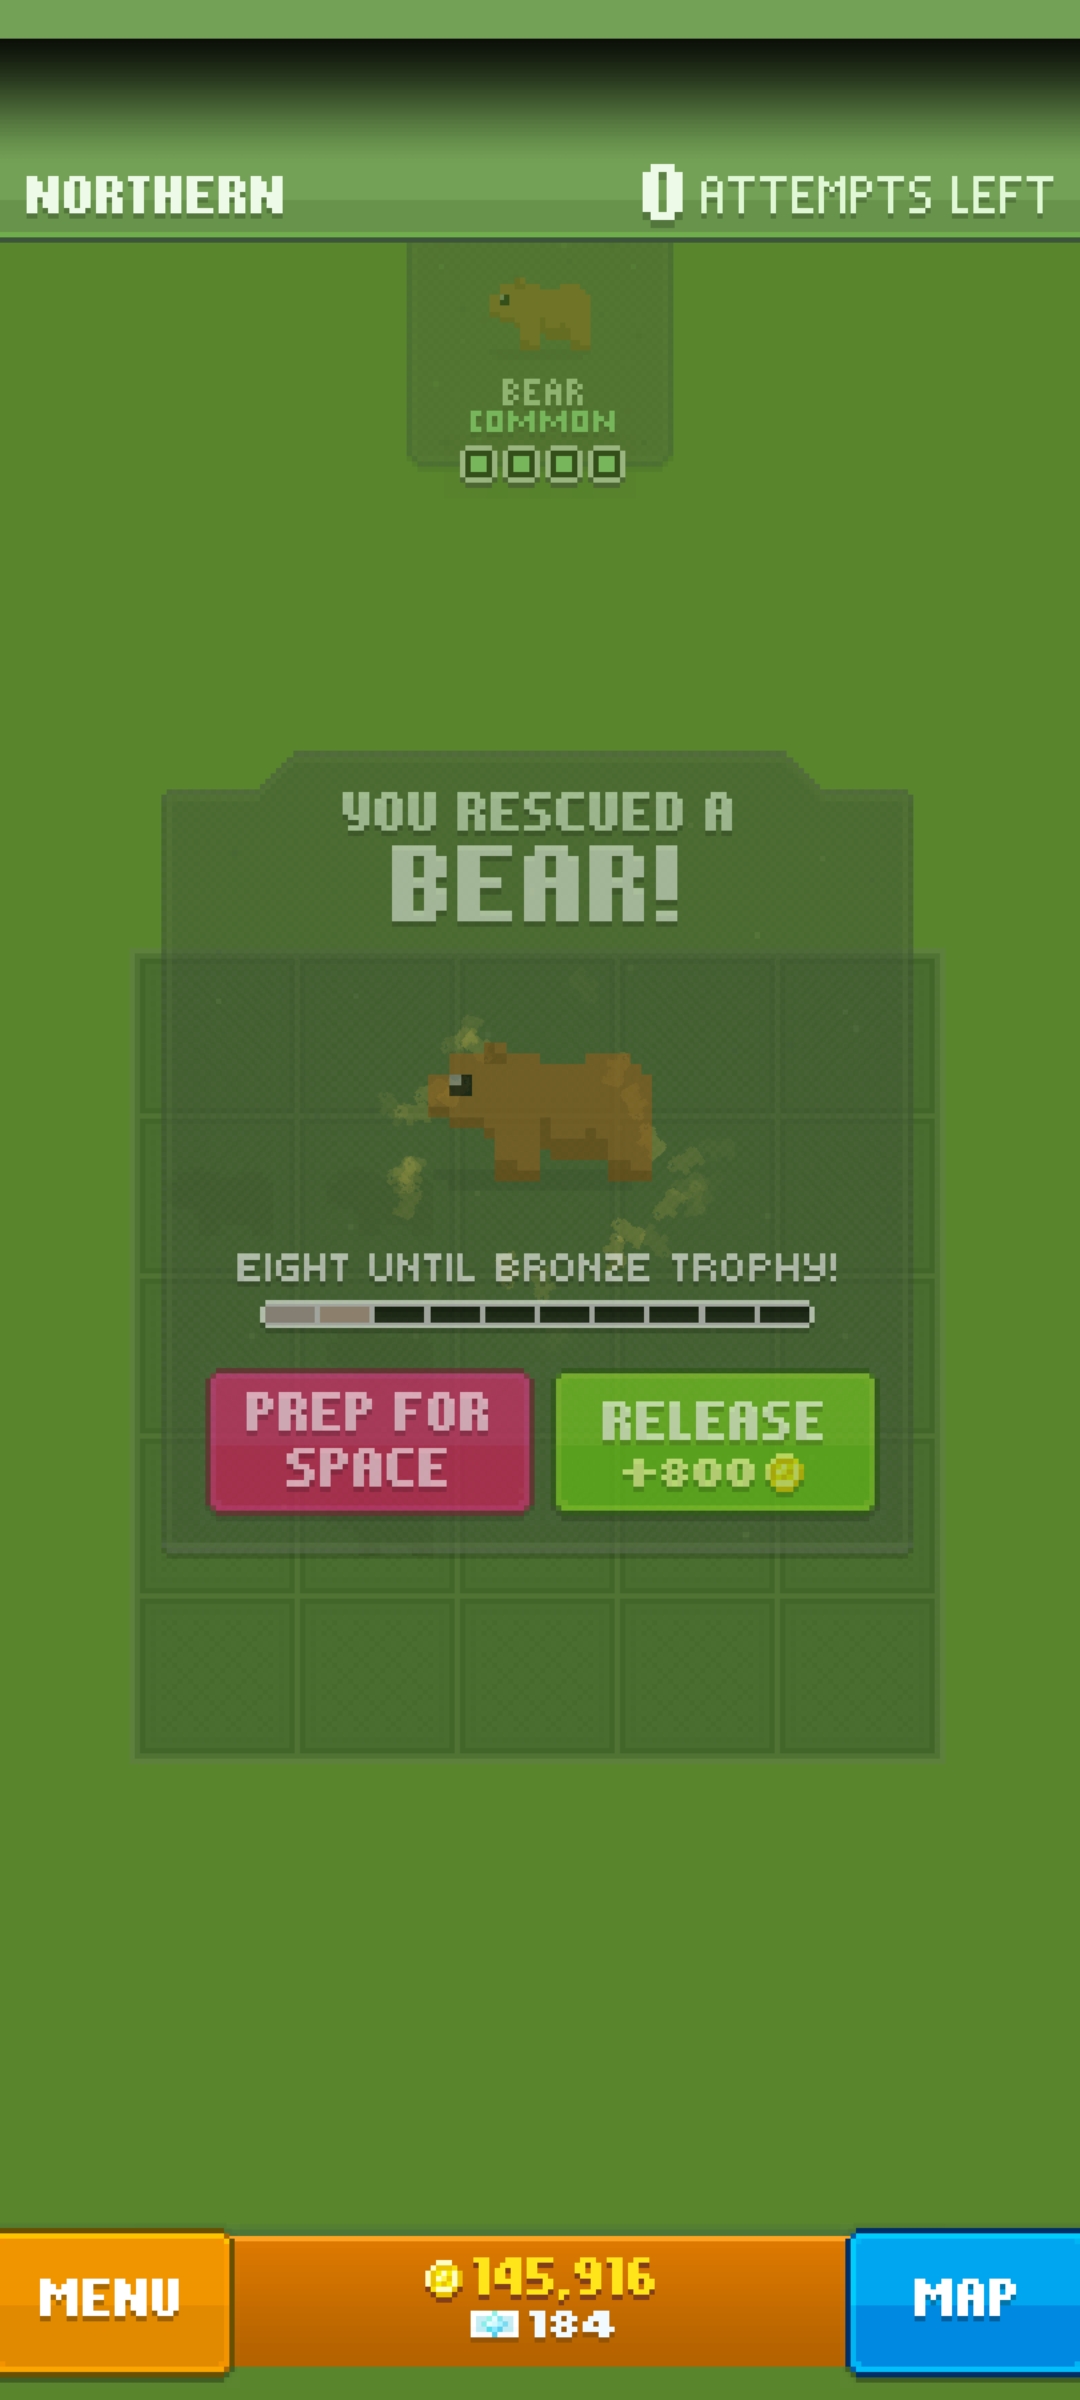 NORTHERN
0 ATTEMPTS LEFT
BEAR
COMMON
YOU RESCUED A
BEAR!
EIGHT UNTIL BRONZE TROPHY!
PREP FOR
SPACE
RELEASE
+800
MENU
145,916
184
MAP